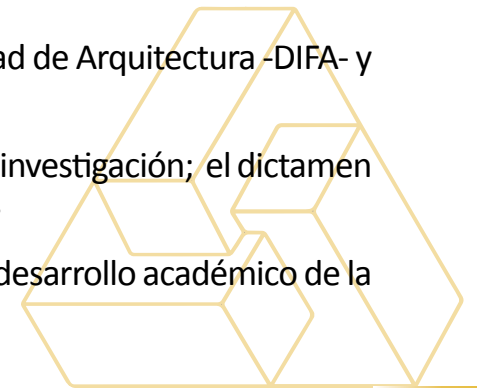 ad de Arquitectura -DIFA- y
investigación; el dictamen
desarrollo académico de la